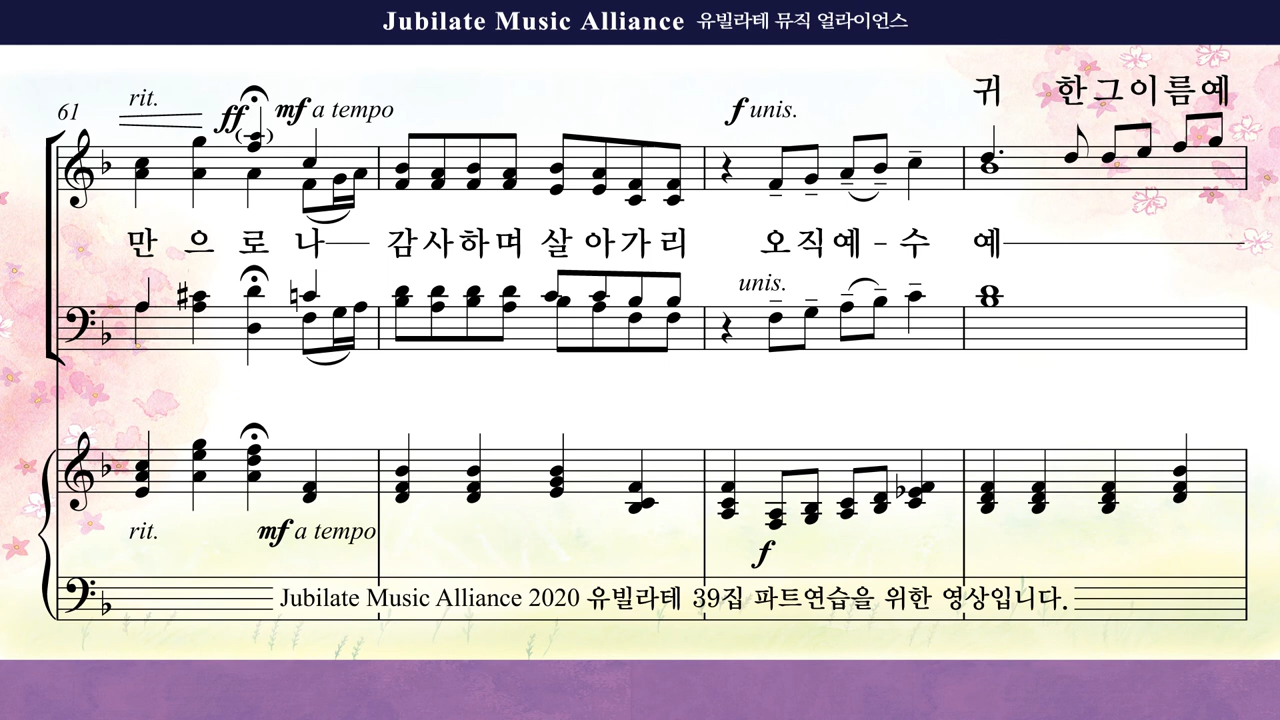 Jubilate Music Alliance 유빌라테 뮤직 얼라이언스
귀 한그이름예
61 rit. ff mf a tempo f unis.
만 으 로 나 감사하며 살아가리 오직예-수 예
unis.
rit. mf a tempo
f
Jubilate Music Alliance 2020 유빌라테 39집 파트연습을 위한 영상입니다.